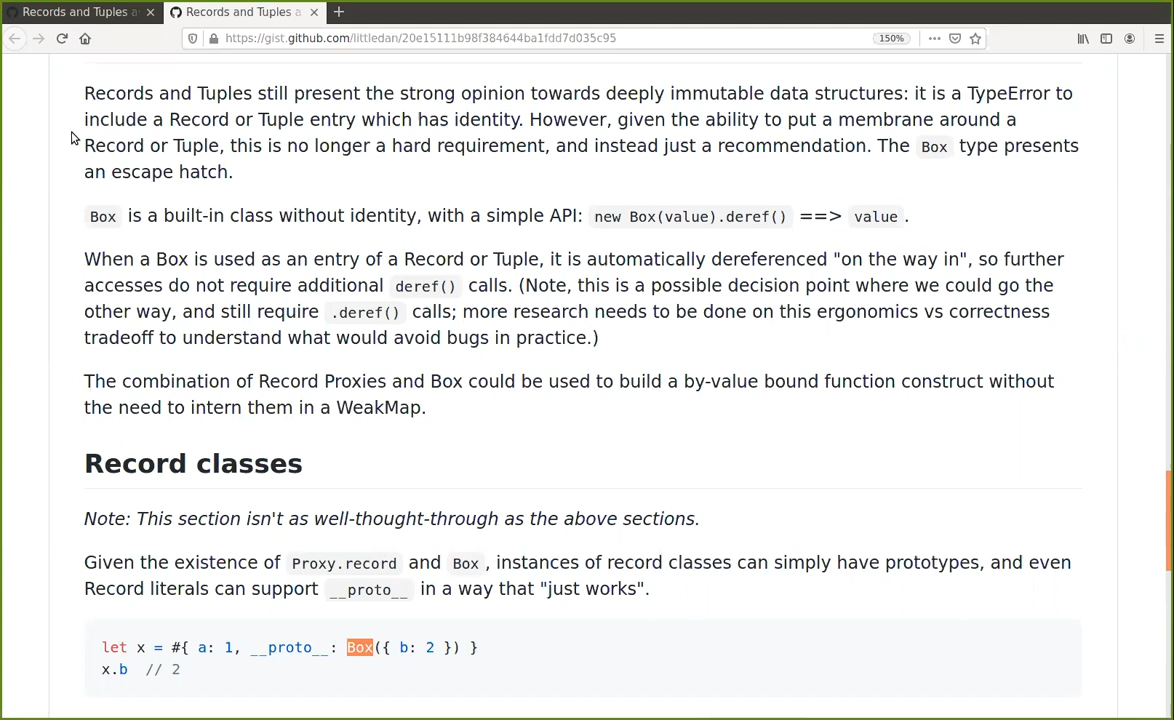 Records and Tuples a
Records and Tuples a
https://gist.github.com/littledan/20e15111b98f384644ba1fdd7d035c95
150%
Records and Tuples still present the strong opinion towards deeply immutable data structures: it is a TypeError to
include a Record or Tuple entry which has identity. However, given the ability to put a membrane around a
Record or Tuple, this is no longer a hard requirement, and instead just a recommendation. The Box type presents
an escape hatch.
Box is a built-in class without identity, with a simple API: new Box(value).deref() ==> value.
When a Box is used as an entry of a Record or Tuple, it is automatically dereferenced "on the way in", so further
accesses do not require additional deref() calls. (Note, this is a possible decision point where we could go the
other way, and still require .deref() calls; more research needs to be done on this ergonomics vs correctness
tradeoff to understand what would avoid bugs in practice.)
The combination of Record Proxies and Box could be used to build a by-value bound function construct without
the need to intern them in a WeakMap.
Record classes
Note: This section isn't as well-thought-through as the above sections.
Given the existence of Proxy.record and Box, instances of record classes can simply have prototypes, and even
Record literals can support __proto__ in a way that "just works".
let x = #{ a: 1, __proto__: Box({ b: 2 }) }
x.b // 2